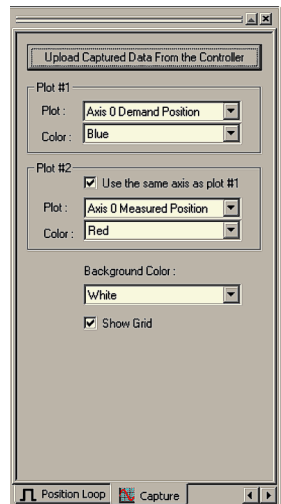 Upload Captured Data From the Controller
Plot #1
Plot : Axis 0 Demand Position
Color : Blue
Plot #2
Use the same axis as plot #1
Plot : Axis 0 Measured Position
Color : Red
Background Color :
White
Show Grid
Position Loop Capture